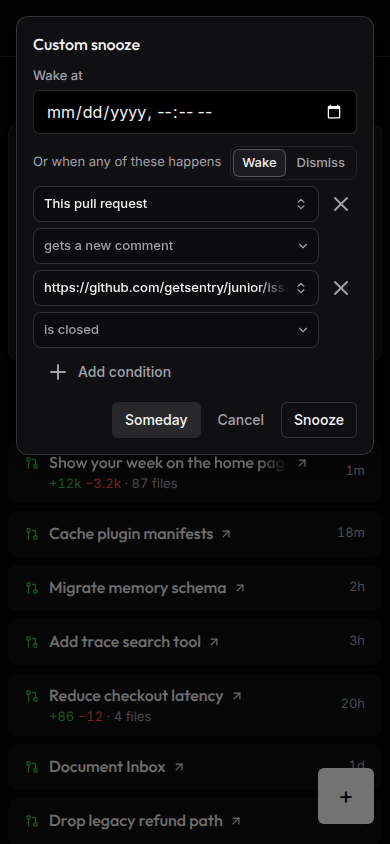 Custom snooze
Wake at
mm/dd/yyyy, --:-- --
Or when any of these happens
Wake
Dismiss
This pull request
gets a new comment
https://github.com/getsentry/junior/iss
is closed
Add condition
Someday
Cancel
Snooze
Show your week on the home page
1m
+12k −3.2k · 87 files
Cache plugin manifests
18m
Migrate memory schema
2h
Add trace search tool
3h
Reduce checkout latency
20h
+86 −12 · 4 files
Document Inbox
1d
+
Drop legacy refund path